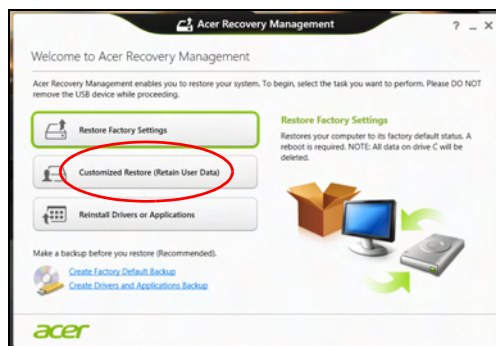 Acer Recovery Management
? _ X
Welcome to Acer Recovery Management
Acer Recovery Management enables you to restore your system. To begin, select the task you want to perform. Please DO NOT
remove the USB device while proceeding.
Restore Factory Settings
Customized Restore (Retain User Data)
Reinstall Drivers or Applications
Restore Factory Settings
Restores your computer to its factory default status. A
reboot is required. NOTE: All data on drive C will be
deleted.
Make a backup before you restore (Recommended).
Create Factory Default Backup
Create Drivers and Applications Backup
acer